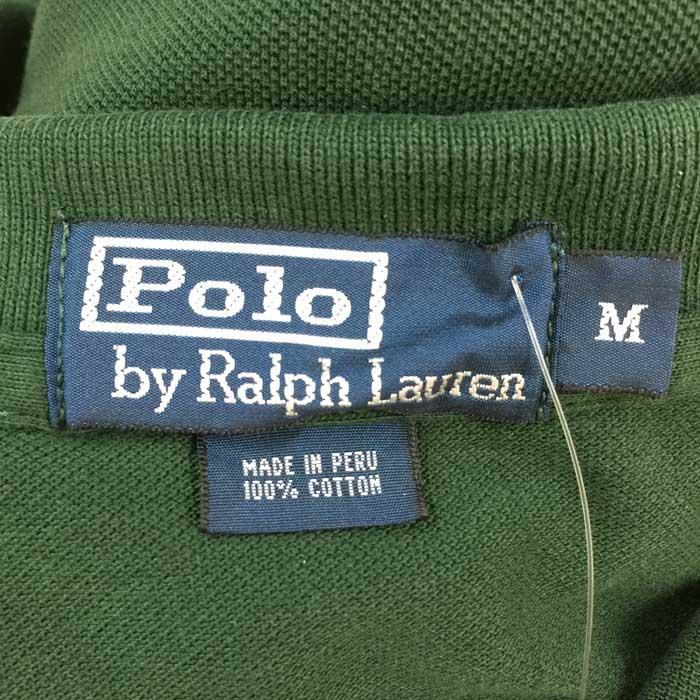 Polo
by Ralph Lauren
M
MADE IN PERU
100% COTTON